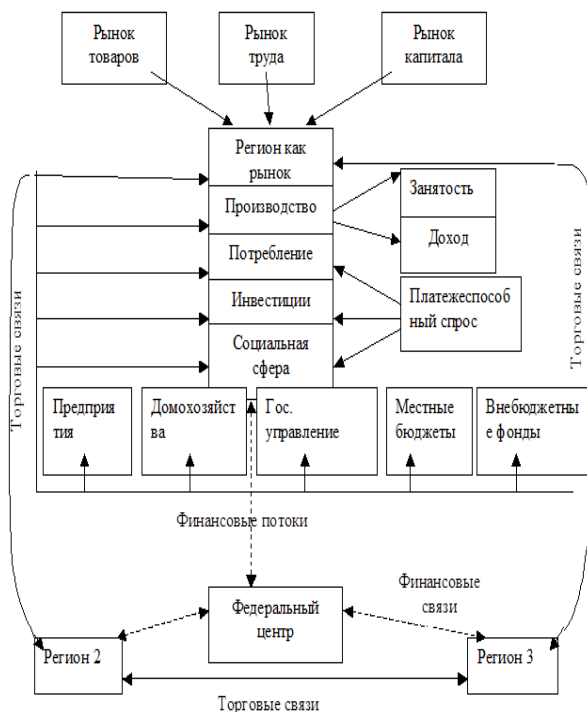 Рынок
товаров
Рынок
труда
Рынок
капитала
Регион как
рынок
Производство
Потребление
Инвестиции
Социальная
сфера
Занятость
Доход
Платежеспособ
ный спрос
Торговые связи
Торговые связи
Предприя
тия
Домохозяйст
ва
Гос.
управление
Местные
бюджеты
Внебюджетны
е фонды
Финансовые потоки
Финансовые
связи
Федеральный
центр
Регион 2
Регион 3
Торговые связи